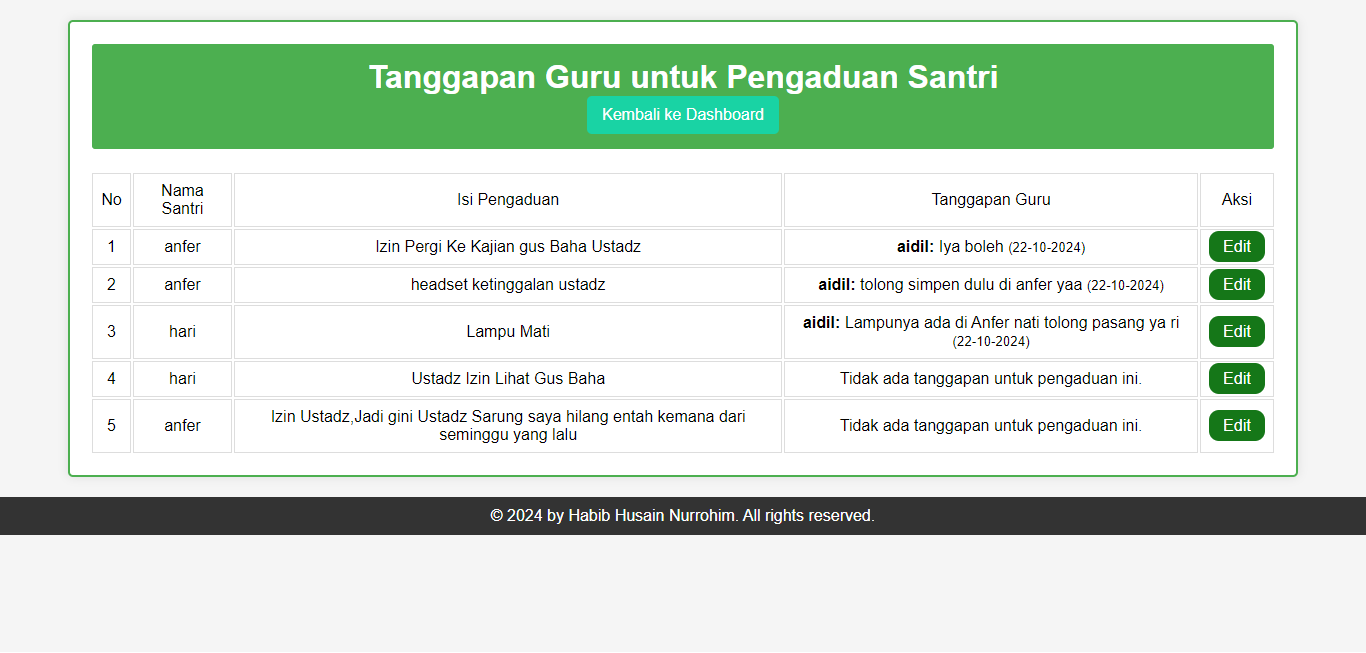 Tanggapan Guru untuk Pengaduan Santri
Kembali ke Dashboard
No
Nama
Santri
Isi Pengaduan
Tanggapan Guru
Aksi
1
anfer
Izin Pergi Ke Kajian gus Baha Ustadz
aidil: Iya boleh (22-10-2024)
Edit
2
anfer
headset ketinggalan ustadz
aidil: tolong simpen dulu di anfer yaa (22-10-2024)
Edit
3
hari
Lampu Mati
aidil: Lampunya ada di Anfer nati tolong pasang ya ri
(22-10-2024)
Edit
4
hari
Ustadz Izin Lihat Gus Baha
Tidak ada tanggapan untuk pengaduan ini.
Edit
5
anfer
Izin Ustadz,Jadi gini Ustadz Sarung saya hilang entah kemana dari
seminggu yang lalu
Tidak ada tanggapan untuk pengaduan ini.
Edit
© 2024 by Habib Husain Nurrohim. All rights reserved.